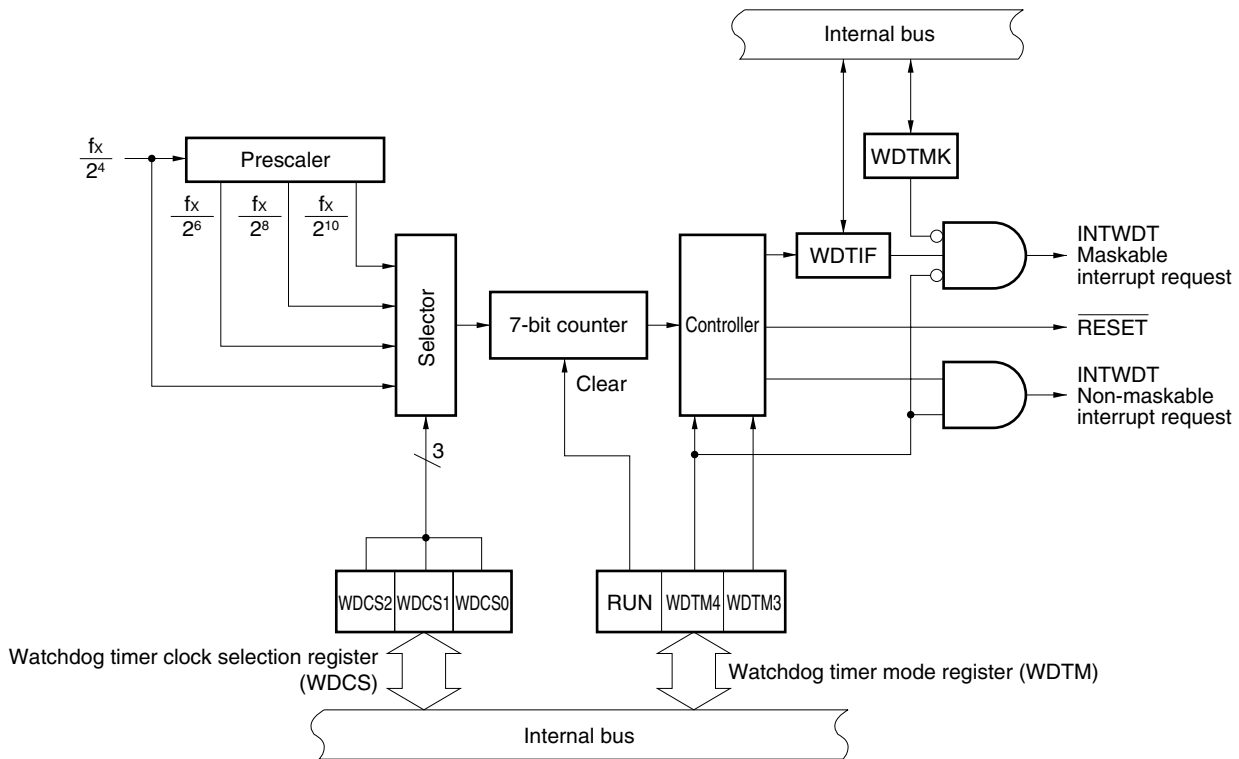 Internal bus
fx
2⁴
Prescaler
WDTMK
fx
2⁶
fx
2⁸
fx
2¹⁰
INTWDT
Maskable
interrupt request
WDTIF
Selector
7-bit counter
Controller
RESET
Clear
INTWDT
Non-maskable
interrupt request
3
WDCS2 WDCS1 WDCS0
RUN WDTM4 WDTM3
Watchdog timer clock selection register
(WDCS)
Watchdog timer mode register (WDTM)
Internal bus